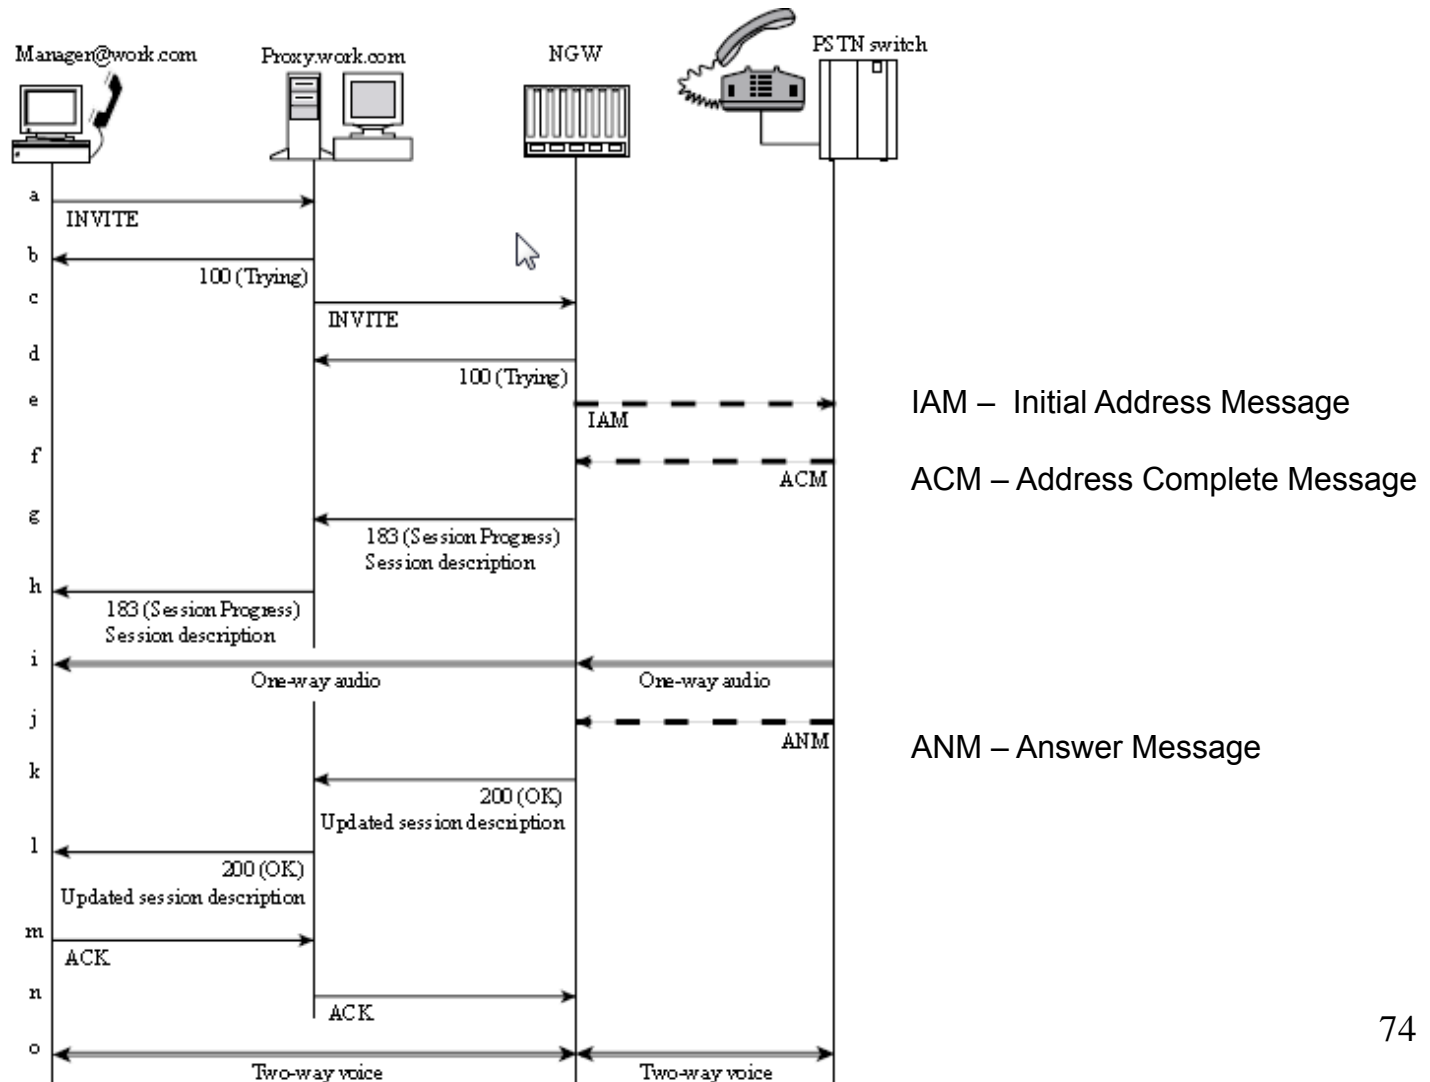 Manager@work.com
Proxy.work.com
NGW
PSTN switch
a
INVITE
b
100 (Trying)
c
INVITE
d
100 (Trying)
e
IAM
IAM – Initial Address Message
f
ACM
ACM – Address Complete Message
g
183 (Session Progress)
Session description
h
183 (Session Progress)
Session description
i
One-way audio
One-way audio
j
ANM
ANM – Answer Message
k
200 (OK)
Updated session description
l
200 (OK)
Updated session description
m
ACK
n
ACK
74
o
Two-way voice
Two-way voice